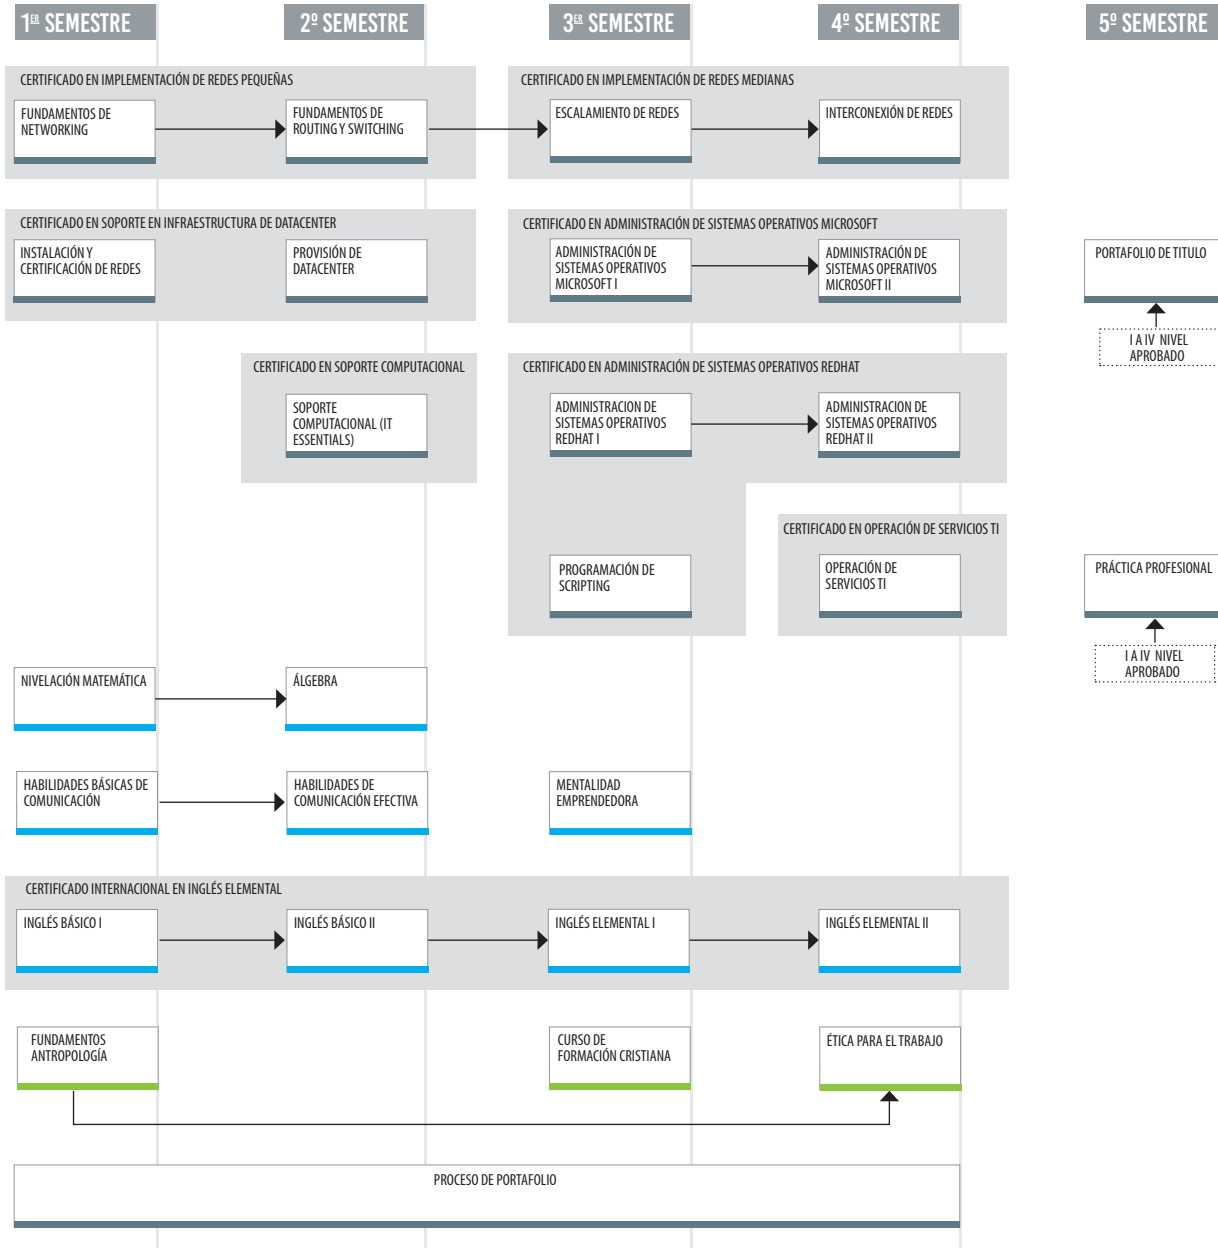 1ER SEMESTRE
2º SEMESTRE
3ER SEMESTRE
4º SEMESTRE
5º SEMESTRE
CERTIFICADO EN IMPLEMENTACIÓN DE REDES PEQUEÑAS
CERTIFICADO EN IMPLEMENTACIÓN DE REDES MEDIANAS
FUNDAMENTOS DE
NETWORKING
FUNDAMENTOS DE
ROUTING Y SWITCHING
ESCALAMIENTO DE REDES
INTERCONEXIÓN DE REDES
CERTIFICADO EN SOPORTE EN INFRAESTRUCTURA DE DATACENTER
CERTIFICADO EN ADMINISTRACIÓN DE SISTEMAS OPERATIVOS MICROSOFT
INSTALACIÓN Y
CERTIFICACIÓN DE REDES
PROVISIÓN DE
DATACENTER
ADMINISTRACIÓN DE
SISTEMAS OPERATIVOS
MICROSOFT I
ADMINISTRACIÓN DE
SISTEMAS OPERATIVOS
MICROSOFT II
PORTAFOLIO DE TITULO
I A IV NIVEL
APROBADO
CERTIFICADO EN SOPORTE COMPUTACIONAL
CERTIFICADO EN ADMINISTRACIÓN DE SISTEMAS OPERATIVOS REDHAT
SOPORTE
COMPUTACIONAL (IT
ESSENTIALS)
ADMINISTRACION DE
SISTEMAS OPERATIVOS
REDHAT I
ADMINISTRACION DE
SISTEMAS OPERATIVOS
REDHAT II
CERTIFICADO EN OPERACIÓN DE SERVICIOS TI
PROGRAMACIÓN DE
SCRIPTING
OPERACIÓN DE
SERVICIOS TI
PRÁCTICA PROFESIONAL
I A IV NIVEL
APROBADO
NIVELACIÓN MATEMÁTICA
ÁLGEBRA
HABILIDADES BÁSICAS DE
COMUNICACIÓN
HABILIDADES DE
COMUNICACIÓN EFECTIVA
MENTALIDAD
EMPRENDEDORA
CERTIFICADO INTERNACIONAL EN INGLÉS ELEMENTAL
INGLÉS BÁSICO I
INGLÉS BÁSICO II
INGLÉS ELEMENTAL I
INGLÉS ELEMENTAL II
FUNDAMENTOS
ANTROPOLOGÍA
CURSO DE
FORMACIÓN CRISTIANA
ÉTICA PARA EL TRABAJO
PROCESO DE PORTAFOLIO